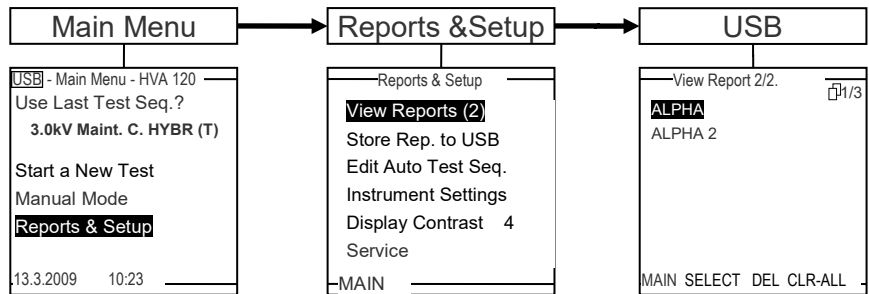 Main Menu
Reports &Setup
USB
USB - Main Menu - HVA 120
Use Last Test Seq.?
3.0kV Maint. C. HYBR (T)
Start a New Test
Manual Mode
Reports & Setup
13.3.2009 10:23
Reports & Setup
View Reports (2)
Store Rep. to USB
Edit Auto Test Seq.
Instrument Settings
Display Contrast 4
Service
MAIN
View Report 2/2.
1/3
ALPHA
ALPHA 2
MAIN SELECT DEL CLR-ALL